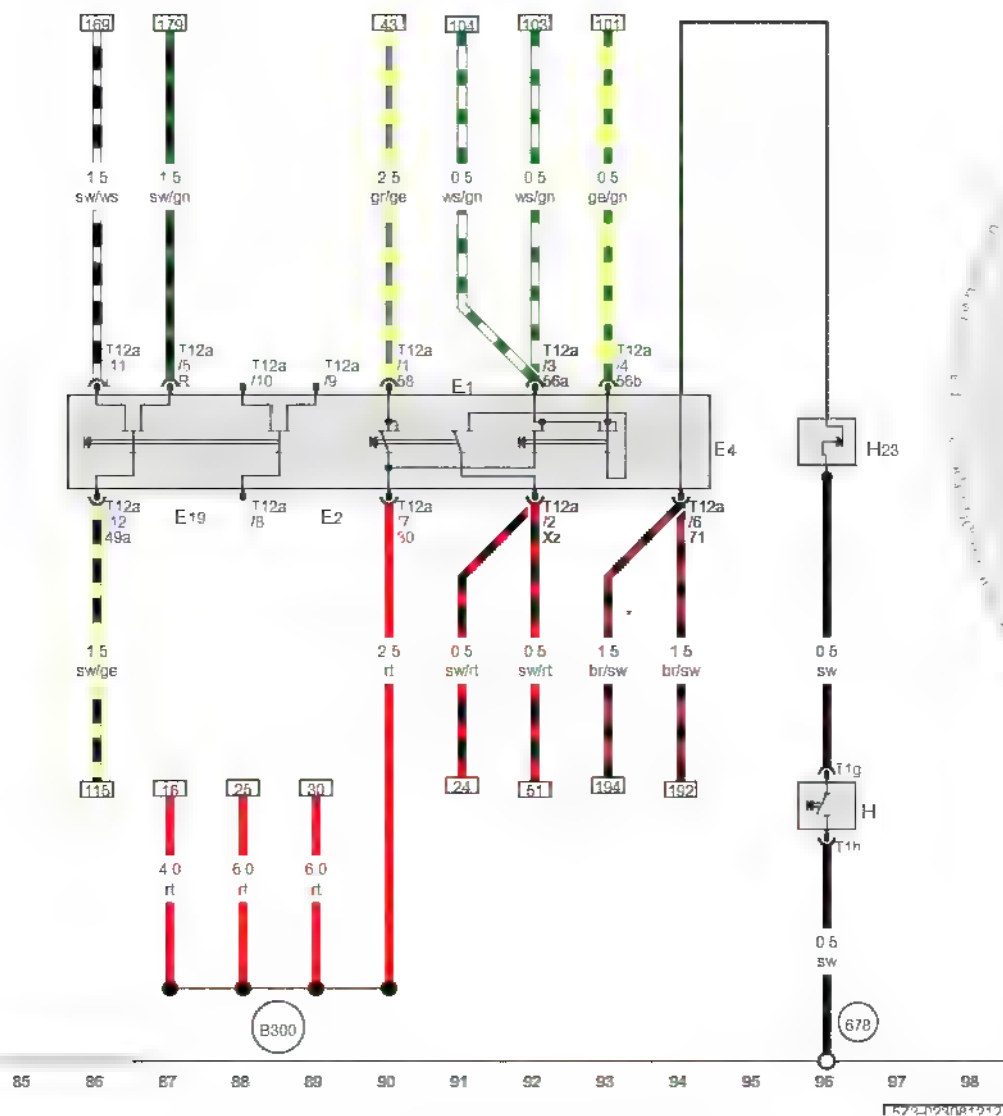 169 179 43 104 103 101
1.5 1.5 2.5 0.5 0.5 0.5
sw/ws sw/gn gr/ge ws/gn ws/gn ge/gn
T12a T12a T12a T12a T12a T12a T12a
/11 /5 /10 /9 /1 /3 /4
L R 58 56a 56b
E1
E4
H23
T12a T12a T12a T12a T12a
/12 /8 /7 /2 /6
49a 30 Xz 71
E19 E2
1.5 2.5 0.5 0.5 1.5 1.5 0.5
sw/ge rt sw/rt sw/rt br/sw br/sw sw
T1g
115 16 25 30 24 51 194 192
H
T1h
4.0 6.0 6.0
rt rt rt
0.5
sw
B300
678
85 86 87 88 89 90 91 92 93 94 95 96 97 98